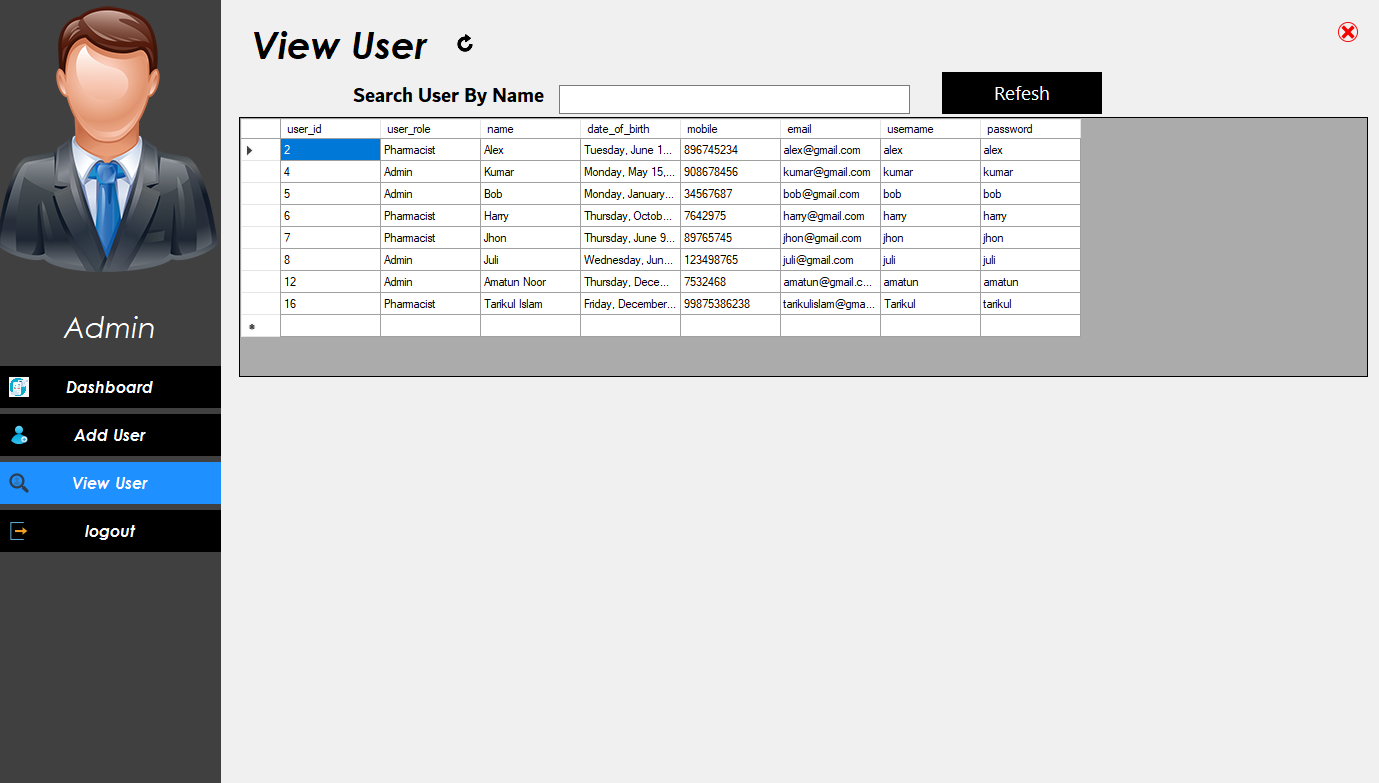 View User
Search User By Name
Refesh
user_id user_role name date_of_birth mobile email username password
2 Pharmacist Alex Tuesday, June 1... 896745234 alex@gmail.com alex alex
4 Admin Kumar Monday, May 15,... 908678456 kumar@gmail.com kumar kumar
5 Admin Bob Monday, January... 34567687 bob@gmail.com bob bob
6 Pharmacist Harry Thursday, Octob... 7642975 harry@gmail.com harry harry
7 Pharmacist Jhon Thursday, June 9... 89765745 jhon@gmail.com jhon jhon
8 Admin Juli Wednesday, Jun... 123498765 juli@gmail.com juli juli
12 Admin Amatun Noor Thursday, Dece... 7532468 amatun@gmail.c... amatun amatun
16 Pharmacist Tarikul Islam Friday, December... 99875386238 tarikulislam@gma... Tarikul tarikul
Admin
Dashboard
Add User
View User
logout